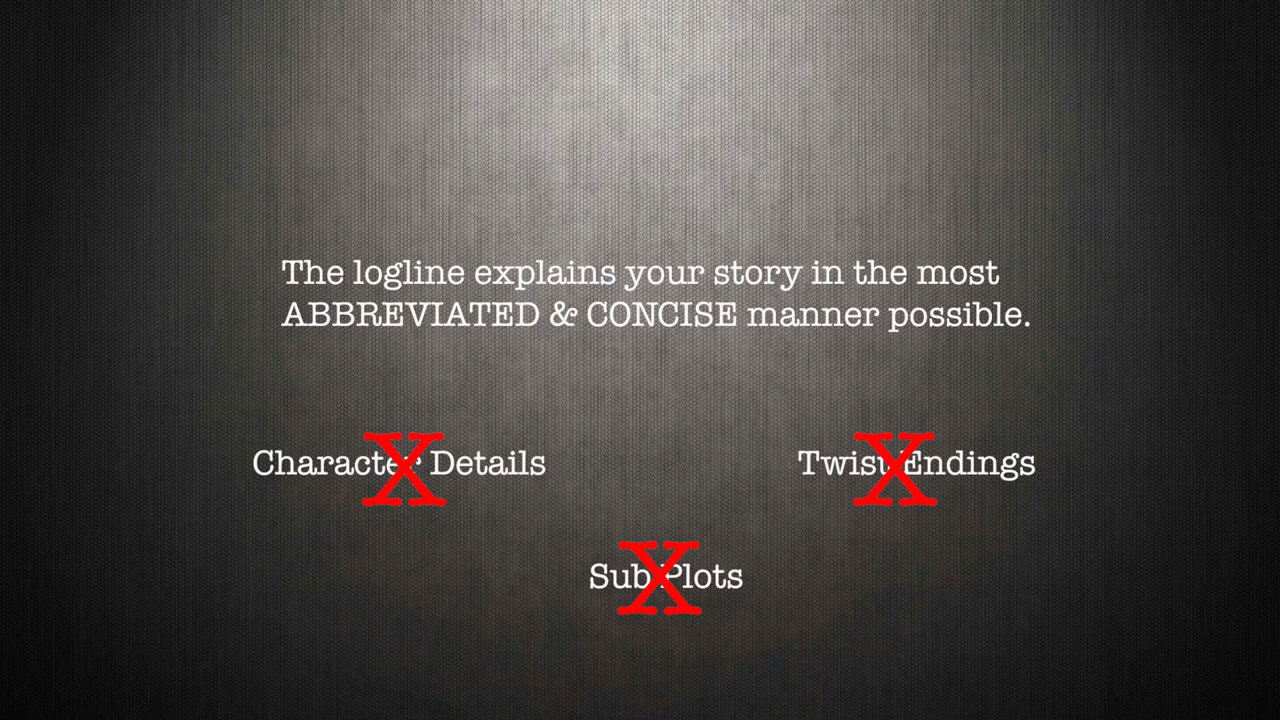 The logline explains your story in the most
ABBREVIATED & CONCISE manner possible.
Character Details
Twist Endings
Sub Plots
X
X
X